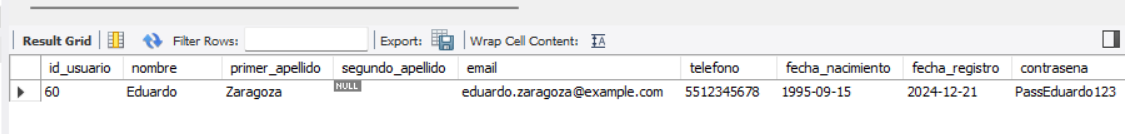 Result Grid Filter Rows: Export: Wrap Cell Content: IA
id_usuario nombre primer_apellido segundo_apellido email telefono fecha_nacimiento fecha_registro contrasena
60 Eduardo Zaragoza NULL eduardo.zaragoza@example.com 5512345678 1995-09-15 2024-12-21 PassEduardo123